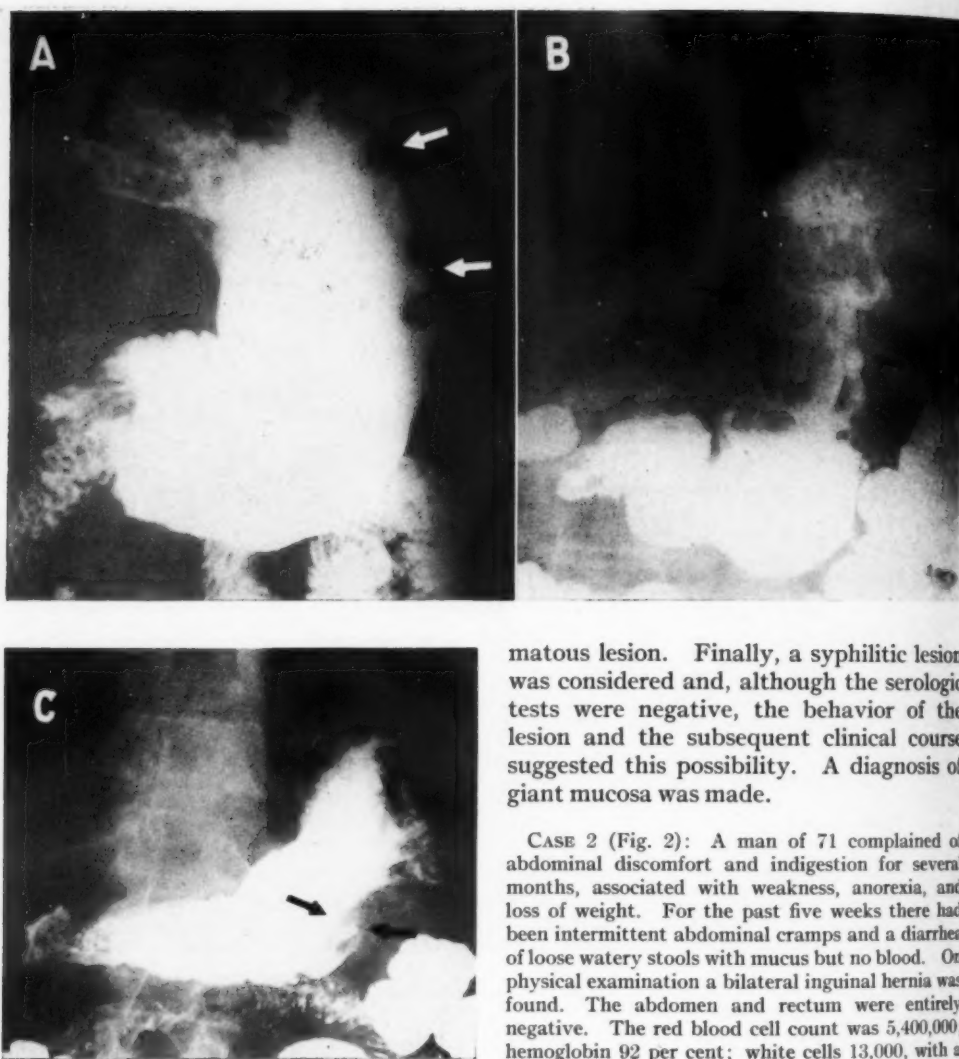 A
B
C
matous lesion. Finally, a syphilitic lesion
was considered and, although the serologic
tests were negative, the behavior of the
lesion and the subsequent clinical course
suggested this possibility. A diagnosis of
giant mucosa was made.
CASE 2 (Fig. 2): A man of 71 complained of
abdominal discomfort and indigestion for several
months, associated with weakness, anorexia, and
loss of weight. For the past five weeks there had
been intermittent abdominal cramps and a diarrhea
of loose watery stools with mucus but no blood. On
physical examination a bilateral inguinal hernia was
found. The abdomen and rectum were entirely
negative. The red blood cell count was 5,400,000,
hemoglobin 92 per cent; white cells 13,000, with a